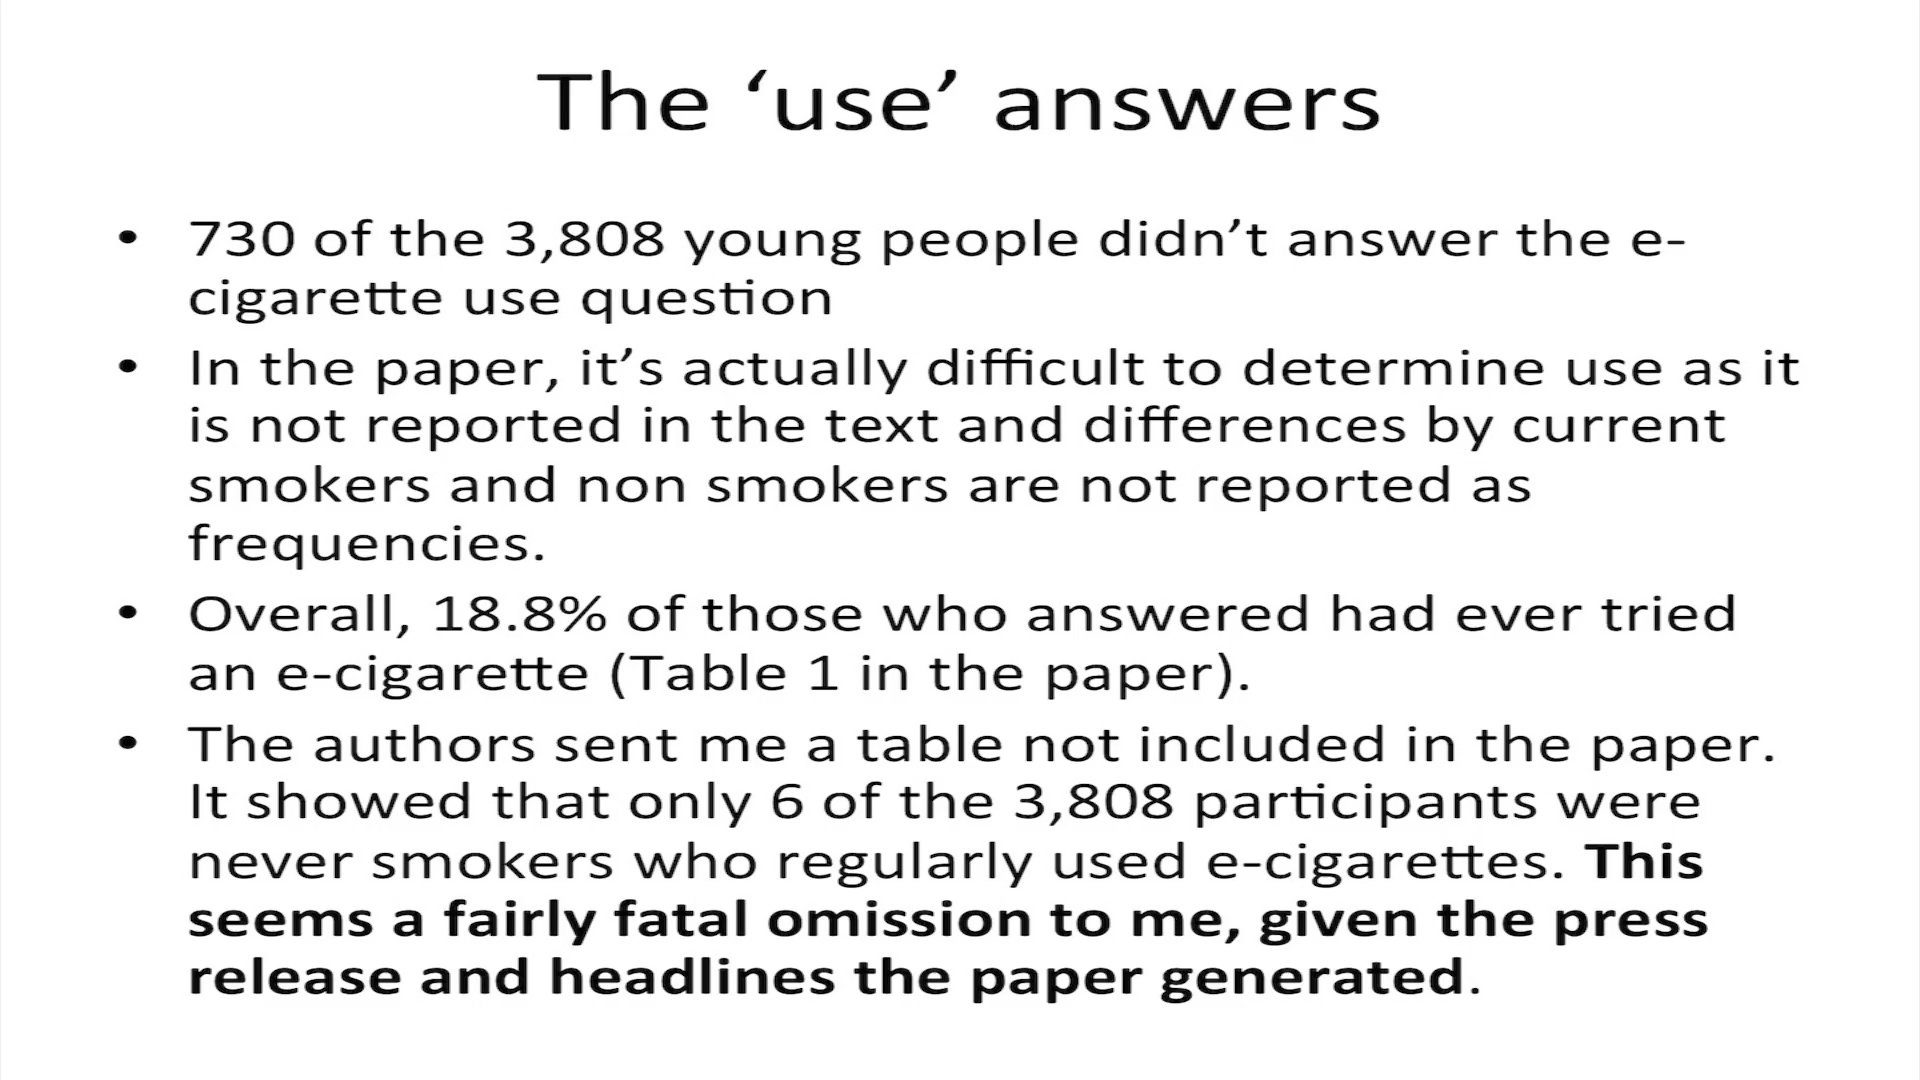 The ‘use’ answers
• 730 of the 3,808 young people didn’t answer the e-
cigarette use question
• In the paper, it’s actually difficult to determine use as it
is not reported in the text and differences by current
smokers and non smokers are not reported as
frequencies.
• Overall, 18.8% of those who answered had ever tried
an e-cigarette (Table 1 in the paper).
• The authors sent me a table not included in the paper.
It showed that only 6 of the 3,808 participants were
never smokers who regularly used e-cigarettes. This
seems a fairly fatal omission to me, given the press
release and headlines the paper generated.